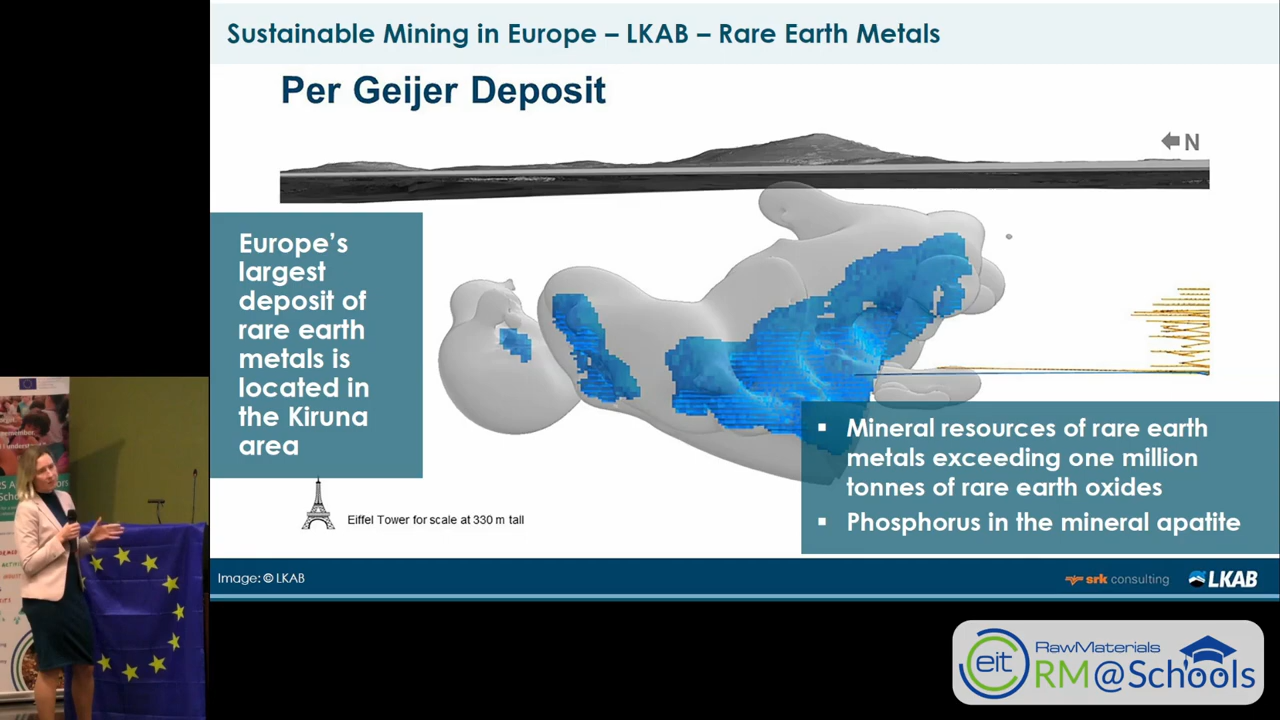 Sustainable Mining in Europe – LKAB – Rare Earth Metals
Per Geijer Deposit
N
Europe's
largest
deposit of
rare earth
metals is
located in
the Kiruna
area
Mineral resources of rare earth
metals exceeding one million
tonnes of rare earth oxides
Phosphorus in the mineral apatite
Eiffel Tower for scale at 330 m tall
Image: © LKAB
srk consulting
LKAB
eit RawMaterials
RM@Schools